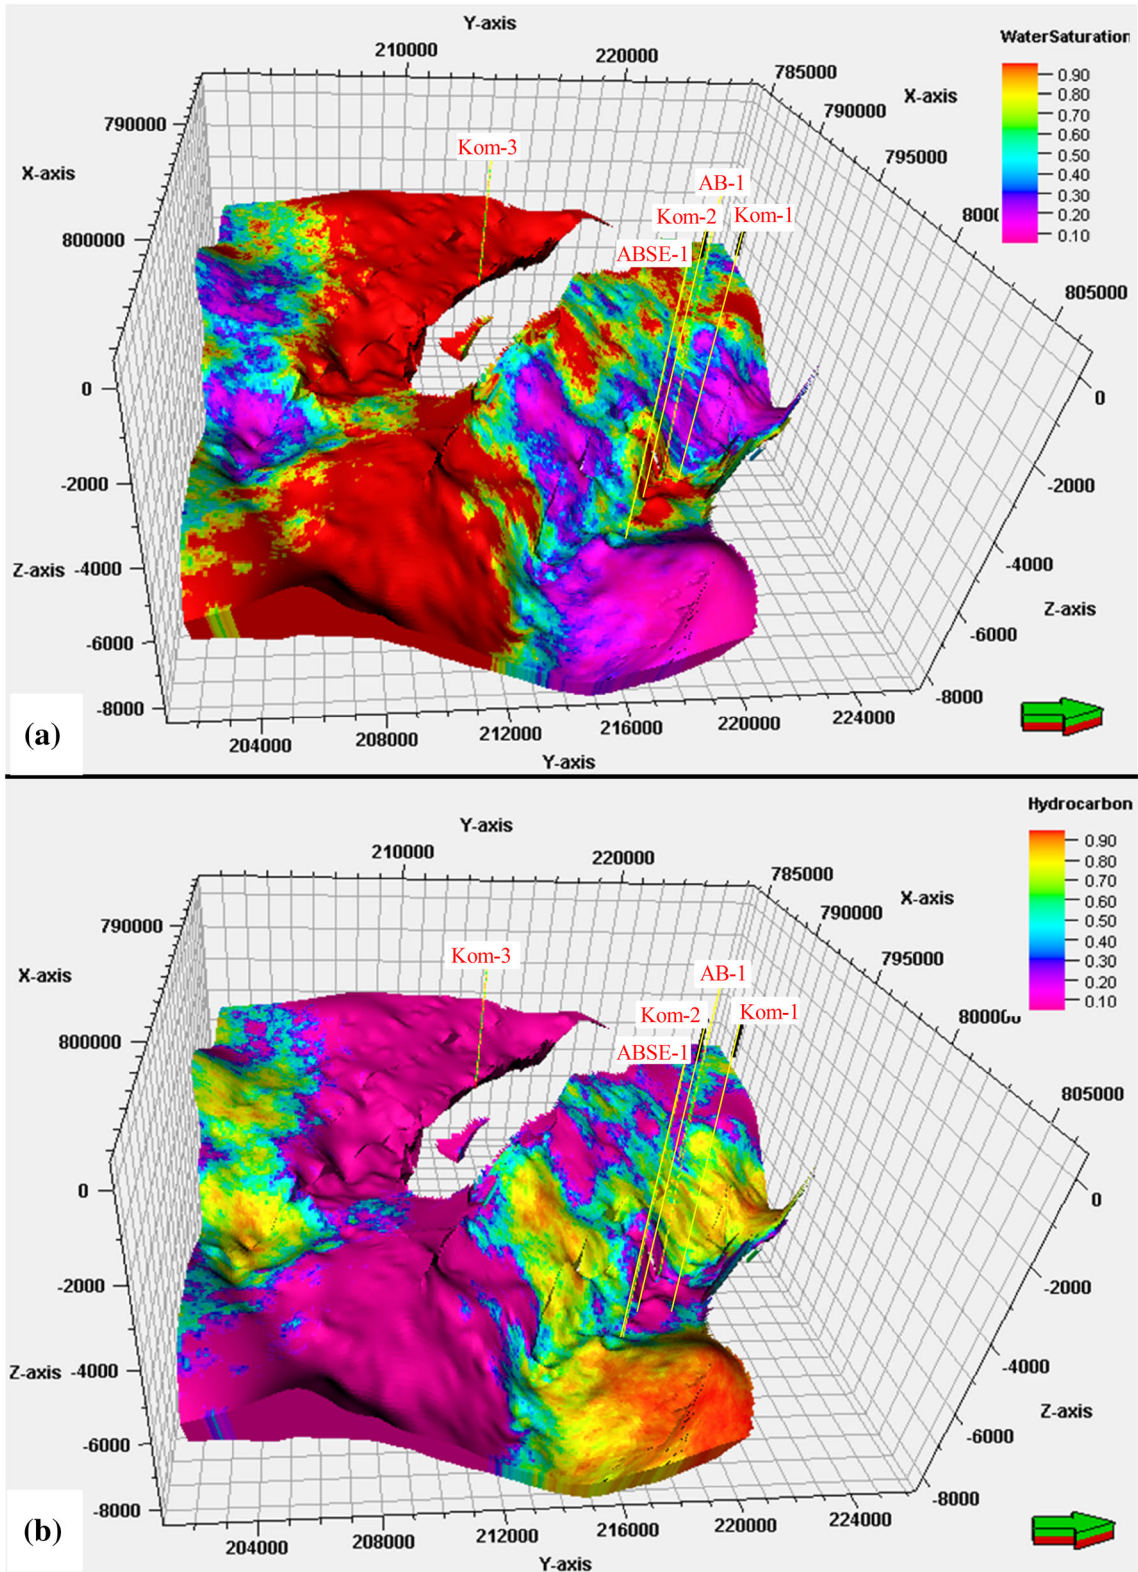 Y-axis
210000
220000
785000
790000
X-axis
795000
790000
X-axis
800000
WaterSaturation
0.90
0.80
0.70
0.60
0.50
0.40
0.30
0.20
0.10
Kom-3
AB-1
Kom-2
Kom-1
ABSE-1
805000
0
0
-2000
-2000
Z-axis
-4000
-4000
Z-axis
-6000
-6000
-8000
-8000
204000
208000
212000
216000
220000
224000
Y-axis
(a)
Y-axis
210000
220000
785000
790000
X-axis
795000
790000
X-axis
800000
800000
Hydrocarbon
0.90
0.80
0.70
0.60
0.50
0.40
0.30
0.20
0.10
Kom-3
AB-1
Kom-2
Kom-1
ABSE-1
805000
0
0
-2000
-2000
Z-axis
-4000
-4000
Z-axis
-6000
-6000
-8000
-8000
204000
208000
212000
216000
220000
224000
Y-axis
(b)